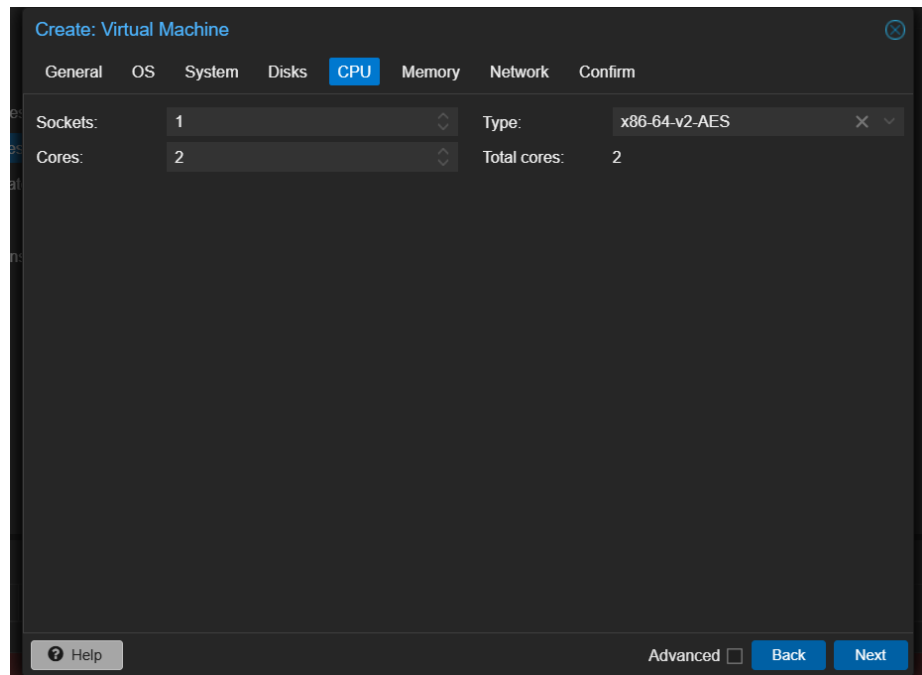 Create: Virtual Machine
General OS System Disks CPU Memory Network Confirm
Sockets: 1 Type: x86-64-v2-AES
Cores: 2 Total cores: 2
Help Advanced Back Next